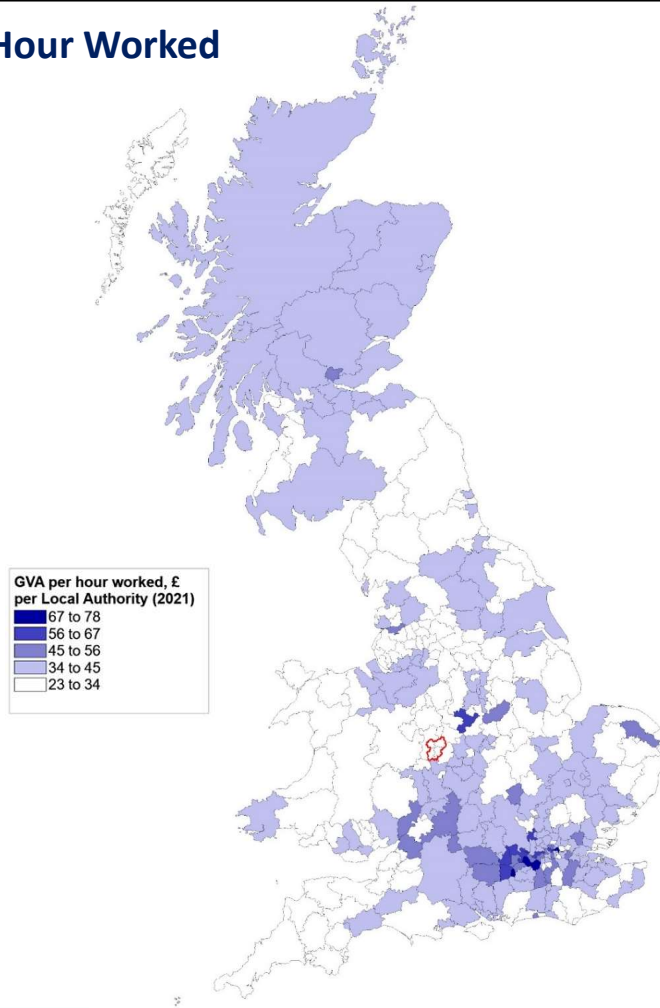 Hour Worked
GVA per hour worked, £
per Local Authority (2021)
67 to 78
56 to 67
45 to 56
34 to 45
23 to 34